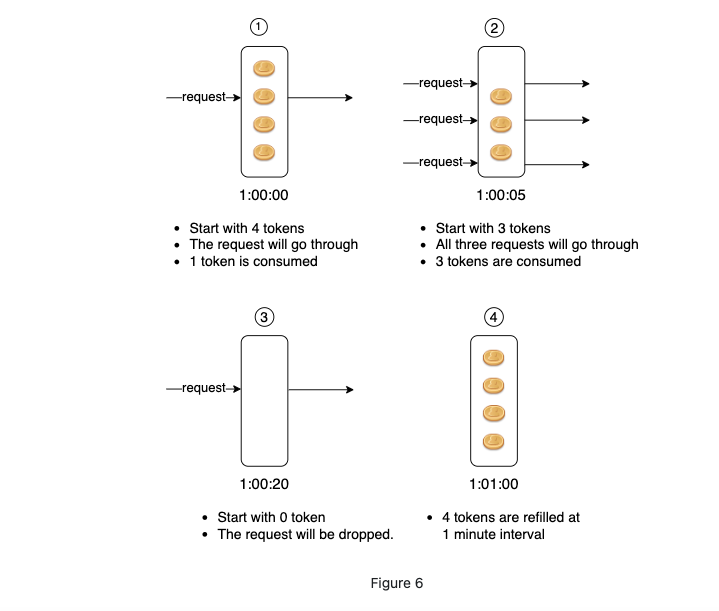 1
request
1:00:00
• Start with 4 tokens
• The request will go through
• 1 token is consumed
2
request
request
request
1:00:05
• Start with 3 tokens
• All three requests will go through
• 3 tokens are consumed
3
request
1:00:20
• Start with 0 token
• The request will be dropped.
4
1:01:00
• 4 tokens are refilled at
1 minute interval
Figure 6